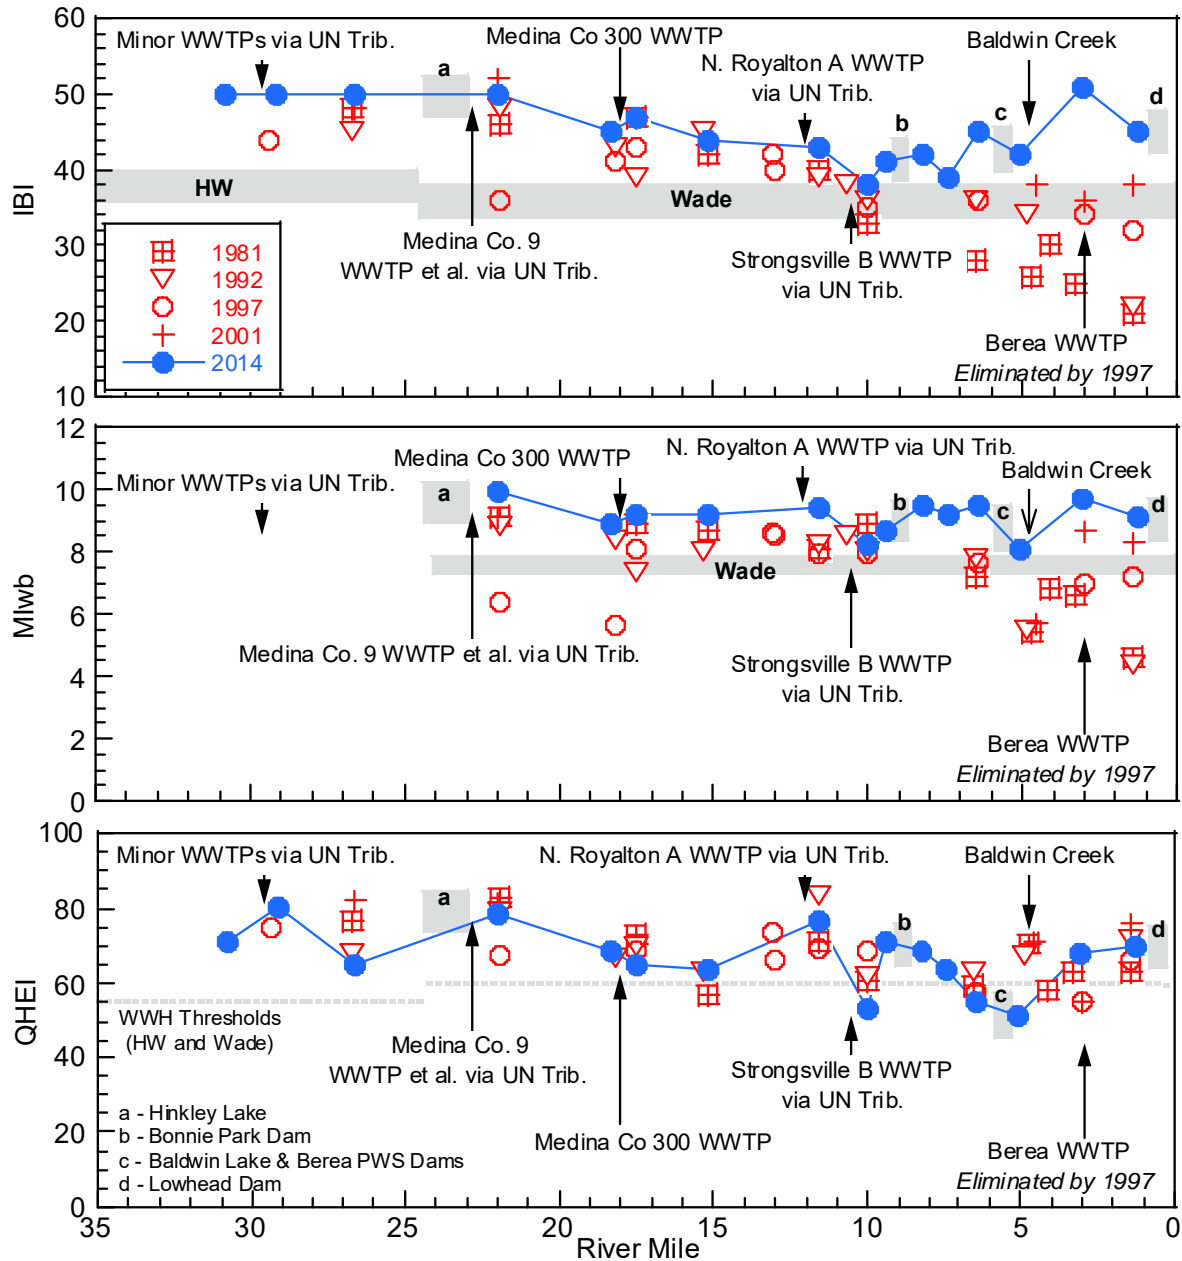 60
50
40
30
20
10
IBI
Minor WWTPs via UN Trib.
Medina Co 300 WWTP
Baldwin Creek
N. Royalton A WWTP
via UN Trib.
a
b
c
d
HW
Wade
1981
1992
1997
2001
2014
Medina Co. 9
WWTP et al. via UN Trib.
Strongsville B WWTP
via UN Trib.
Berea WWTP
Eliminated by 1997
12
10
8
6
4
2
0
MIwb
Minor WWTPs via UN Trib.
Medina Co 300 WWTP
N. Royalton A WWTP via UN Trib.
Baldwin Creek
a
b
c
d
Wade
Medina Co. 9 WWTP et al. via UN Trib.
Strongsville B WWTP
via UN Trib.
Berea WWTP
Eliminated by 1997
100
80
60
40
20
0
QHEI
Minor WWTPs via UN Trib.
N. Royalton A WWTP via UN Trib.
Baldwin Creek
a
b
c
d
WWH Thresholds
(HW and Wade)
Medina Co. 9
WWTP et al. via UN Trib.
Strongsville B WWTP
via UN Trib.
Medina Co 300 WWTP
Berea WWTP
Eliminated by 1997
a - Hinkley Lake
b - Bonnie Park Dam
c - Baldwin Lake & Berea PWS Dams
d - Lowhead Dam
35 30 25 20 15 10 5 0
River Mile